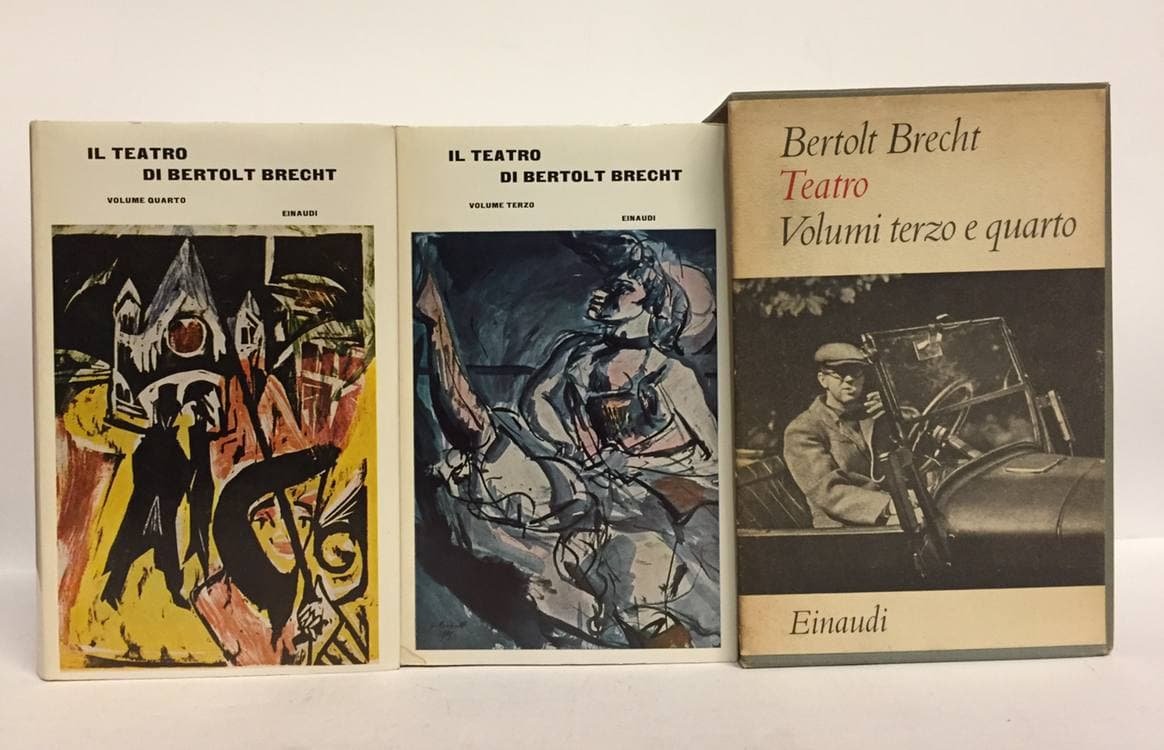 IL TEATRO
DI BERTOLT BRECHT
VOLUME QUARTO
EINAUDI
IL TEATRO
DI BERTOLT BRECHT
VOLUME TERZO
EINAUDI
Bertolt Brecht
Teatro
Volumi terzo e quarto
Einaudi